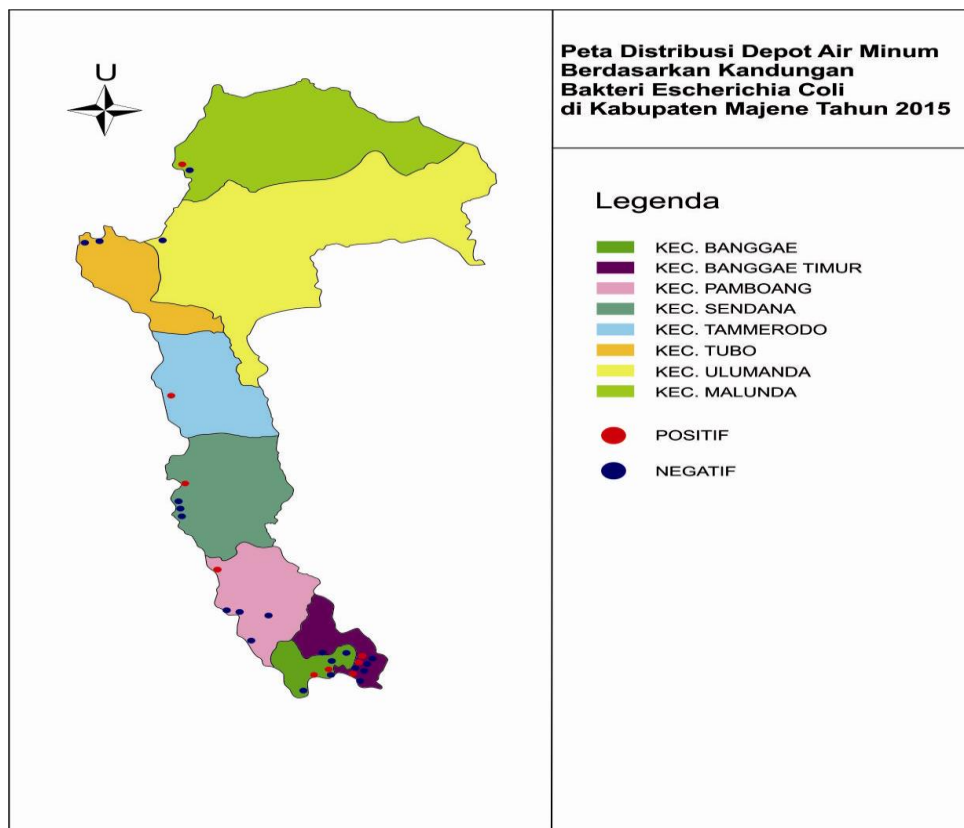 Peta Distribusi Depot Air Minum
Berdasarkan Kandungan
Bakteri Escherichia Coli
di Kabupaten Majene Tahun 2015
U
Legenda
KEC. BANGGAE
KEC. BANGGAE TIMUR
KEC. PAMBOANG
KEC. SENDANA
KEC. TAMMERODO
KEC. TUBO
KEC. ULUMANDA
KEC. MALUNDA
POSITIF
NEGATIF